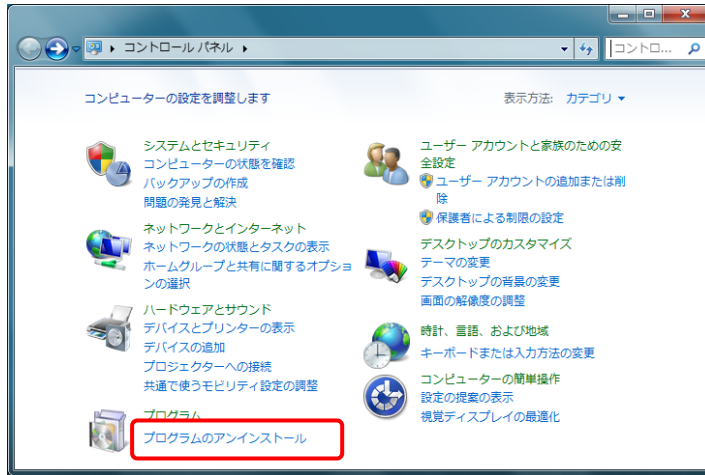 コントロール パネル
コントロ...
コンピューターの設定を調整します
表示方法: カテゴリ
システムとセキュリティ
コンピューターの状態を確認
バックアップの作成
問題の発見と解決
ネットワークとインターネット
ネットワークの状態とタスクの表示
ホームグループと共有に関するオプショ
ンの選択
ハードウェアとサウンド
デバイスとプリンターの表示
デバイスの追加
プロジェクターへの接続
共通で使うモビリティ設定の調整
プログラム
プログラムのアンインストール
ユーザー アカウントと家族のための安
全設定
ユーザー アカウントの追加または削
除
保護者による制限の設定
デスクトップのカスタマイズ
テーマの変更
デスクトップの背景の変更
画面の解像度の調整
時計、言語、および地域
キーボードまたは入力方法の変更
コンピューターの簡単操作
設定の提案の表示
視覚ディスプレイの最適化